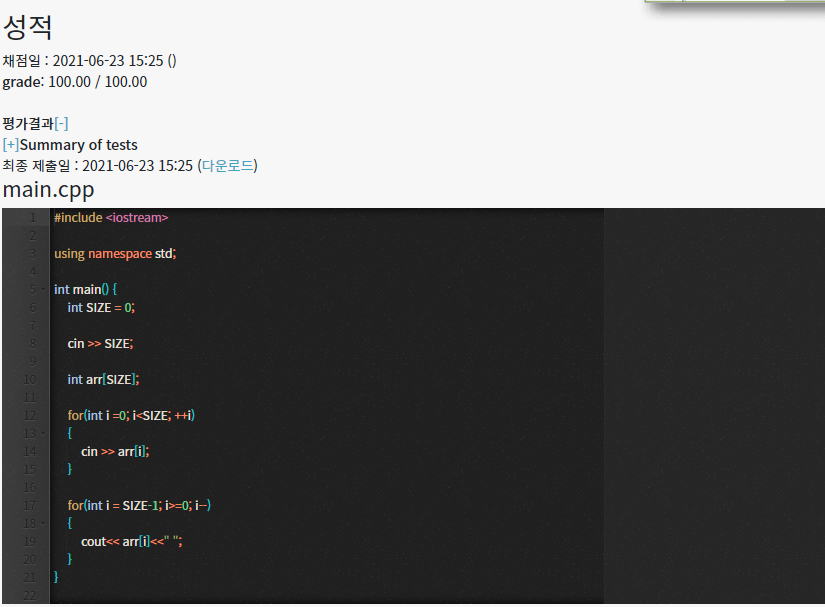 성적
채점일 : 2021-06-23 15:25 ()
grade: 100.00 / 100.00
평가결과[-]
[+]Summary of tests
최종 제출일 : 2021-06-23 15:25 (다운로드)
main.cpp
1 #include <iostream>
2
3 using namespace std;
4
5 int main() {
6 int SIZE = 0;
7
8 cin >> SIZE;
9
10 int arr[SIZE];
11
12 for(int i =0; i<SIZE; ++i)
13 {
14 cin >> arr[i];
15 }
16
17 for(int i = SIZE-1; i>=0; i--)
18 {
19 cout<< arr[i]<<" ";
20 }
21 }
22